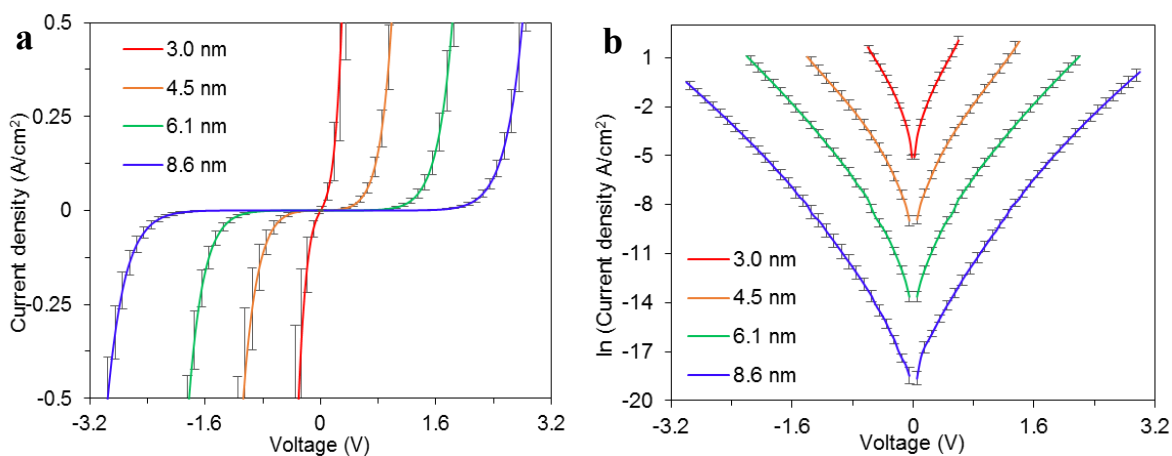 a
Current density (A/cm²)
0.5
0.25
0
-0.25
-0.5
3.0 nm
4.5 nm
6.1 nm
8.6 nm
-3.2 -1.6 0 1.6 3.2
Voltage (V)
b
ln (Current density A/cm²)
1
-2
-5
-8
-11
-14
-17
-20
3.0 nm
4.5 nm
6.1 nm
8.6 nm
-3.2 -1.6 0 1.6 3.2
Voltage (V)